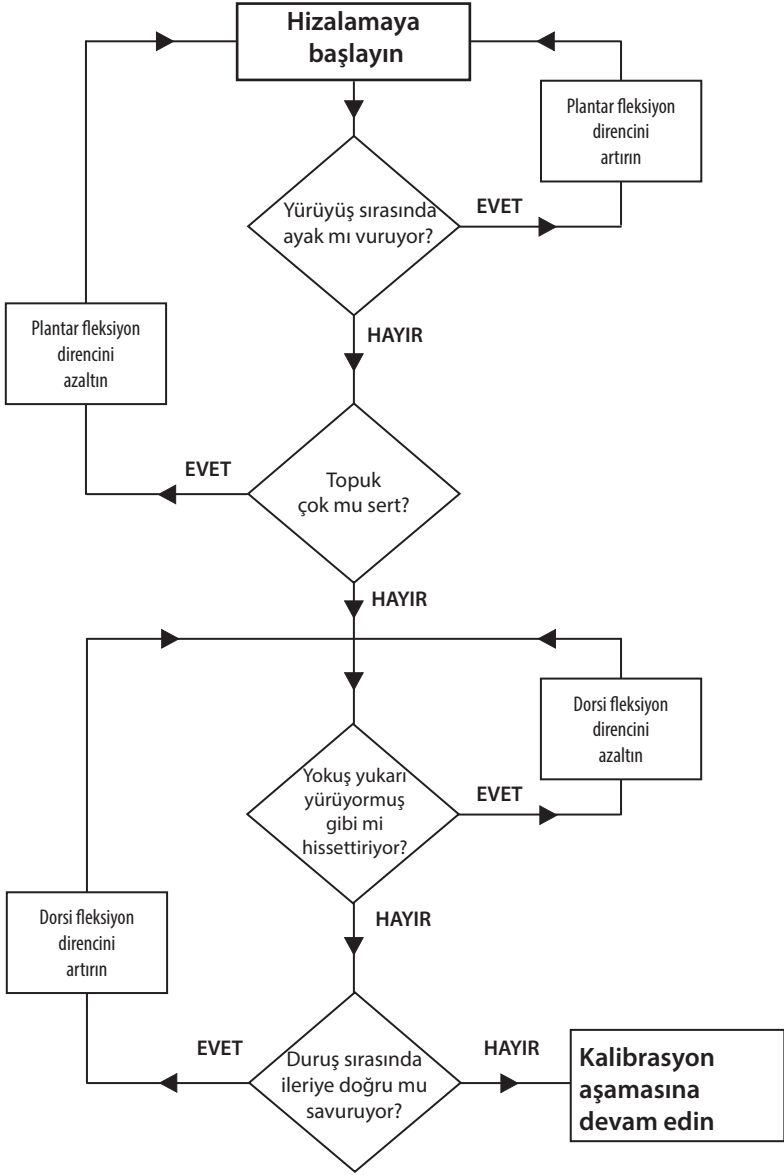 Hizalamaya
başlayın
Plantar fleksiyon
direncini
artırın
Yürüyüş sırasında
ayak mı vuruyor?
EVET
HAYIR
Plantar fleksiyon
direncini
azaltın
EVET
Topuk
çok mu sert?
HAYIR
Dorsi fleksiyon
direncini
azaltın
Yokuş yukarı
yürüyormuş
gibi mi
hissettiriyor?
EVET
HAYIR
Dorsi fleksiyon
direncini
artırın
EVET
Duruş sırasında
ileriye doğru mu
savuruyor?
HAYIR
Kalibrasyon
aşamasına
devam edin